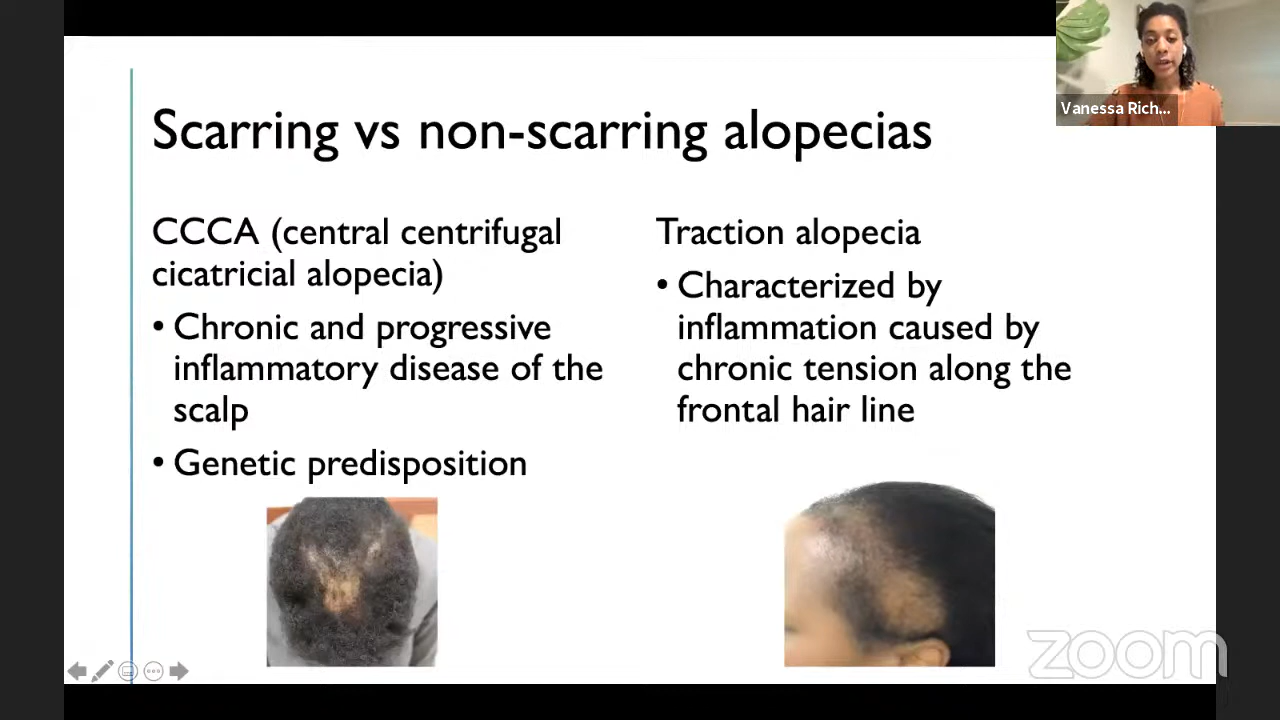 Scarring vs non-scarring alopecias
CCCA (central centrifugal
cicatricial alopecia)
• Chronic and progressive
inflammatory disease of the
scalp
• Genetic predisposition
Traction alopecia
• Characterized by
inflammation caused by
chronic tension along the
frontal hair line
Vanessa Rich...
zoom